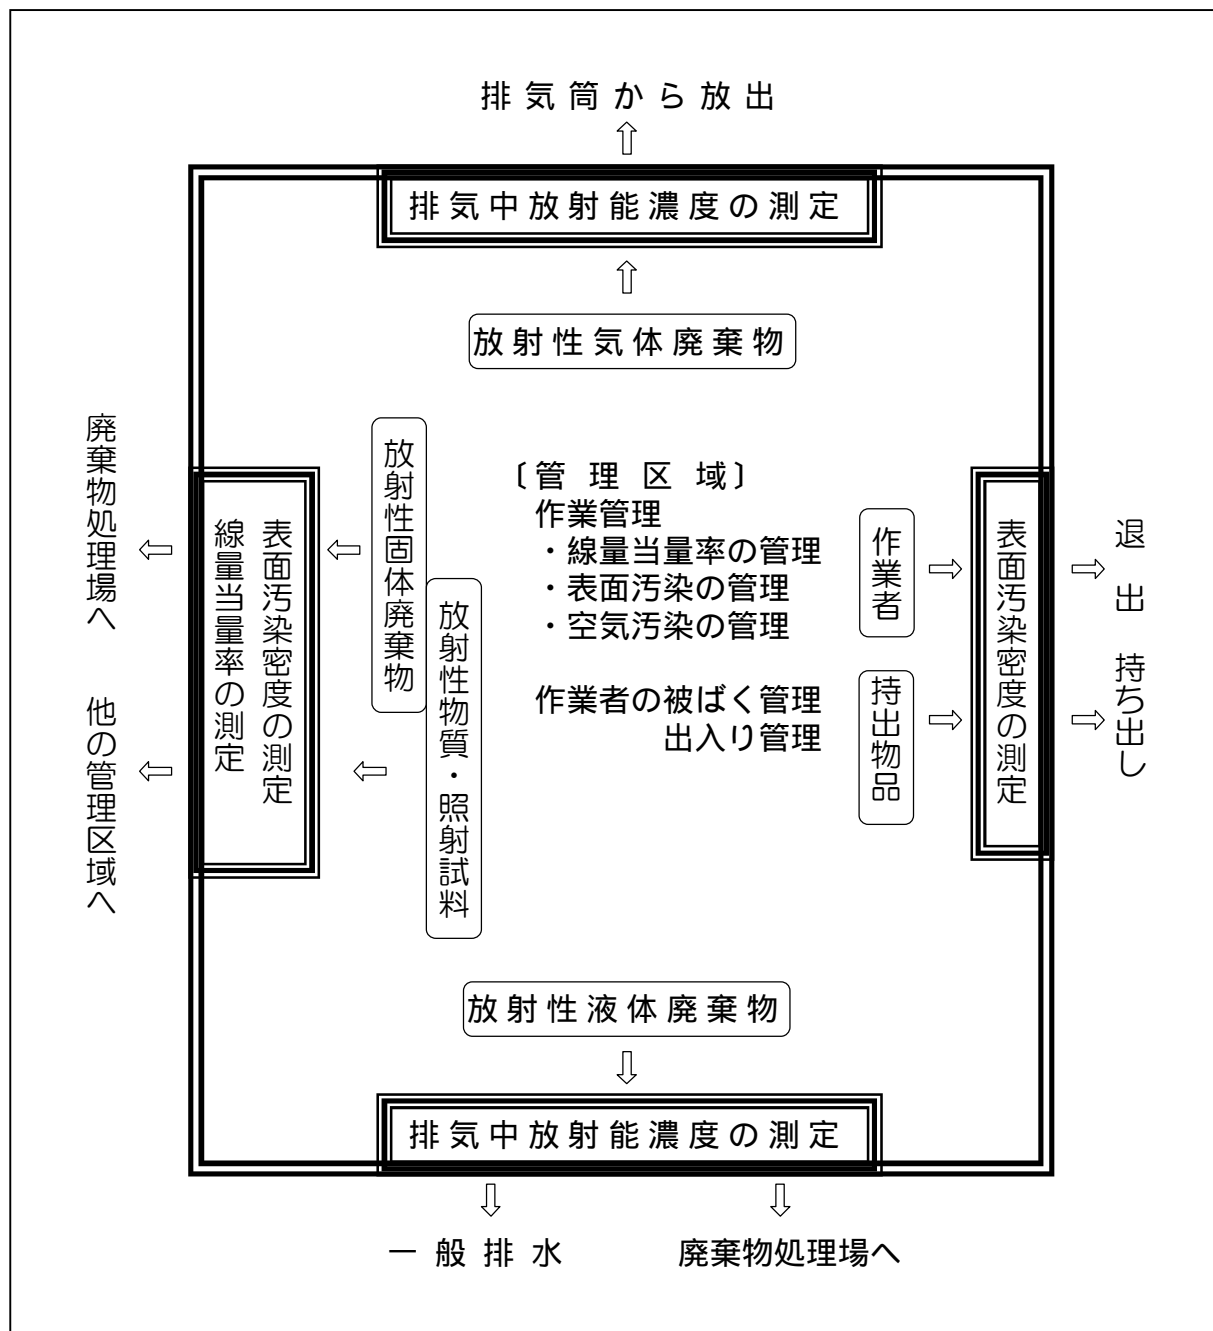 排気筒から放出
排気中放射能濃度の測定
放射性気体廃棄物
廃棄物処理場へ
他の管理区域へ
表面汚染密度の測定
線量当量率の測定
放射性固体廃棄物
放射性物質・照射試料
〔管理区域〕
作業管理
・線量当量率の管理
・表面汚染の管理
・空気汚染の管理
作業者の被ばく管理
出入り管理
作業者
持出物品
表面汚染密度の測定
退出
持ち出し
放射性液体廃棄物
排気中放射能濃度の測定
一般排水
廃棄物処理場へ